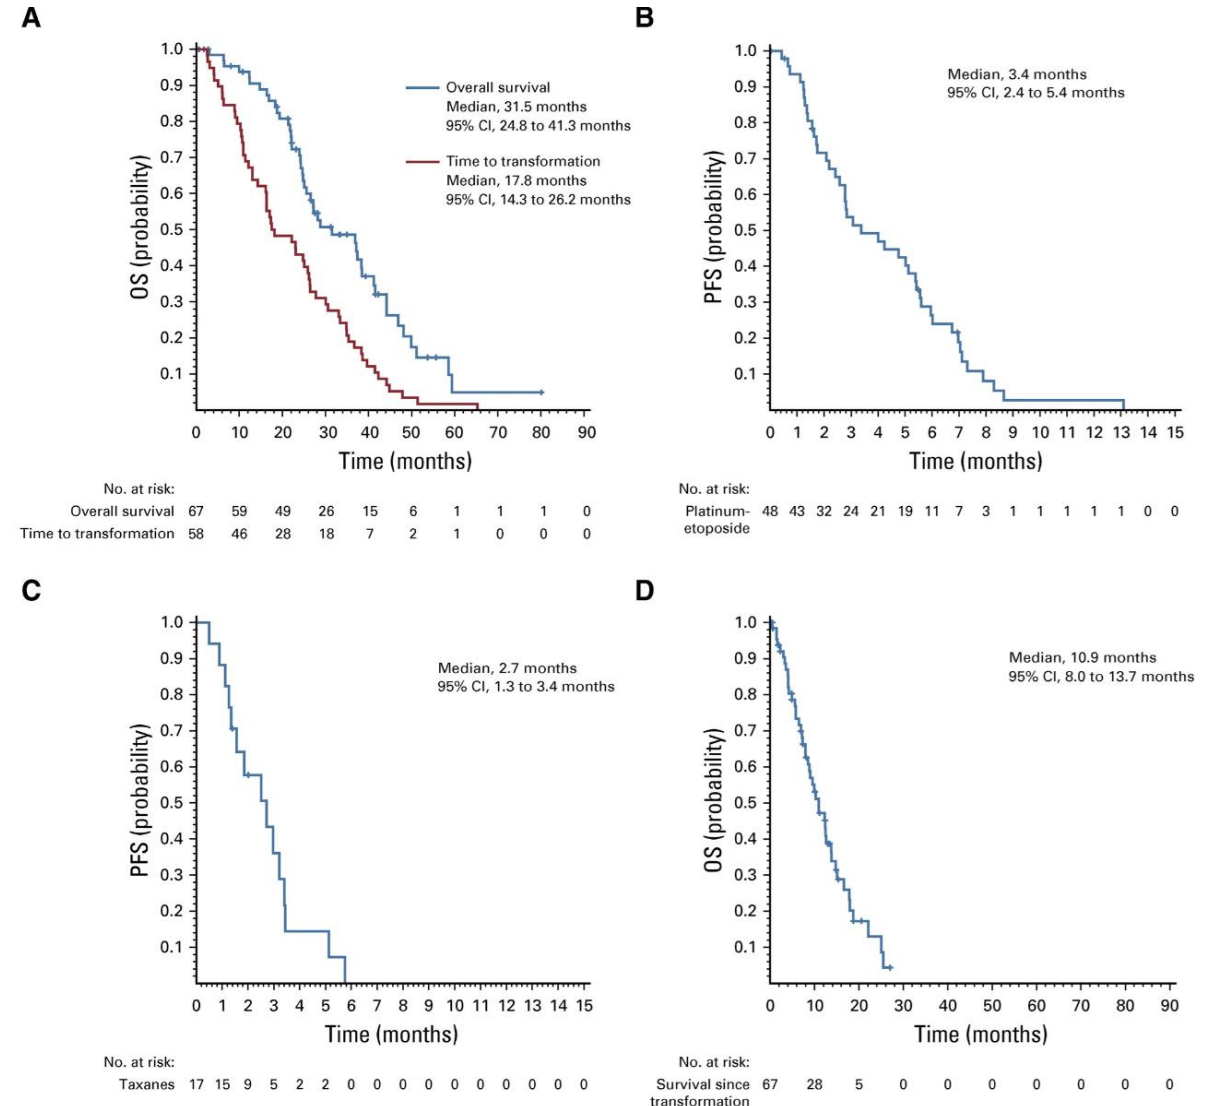 A
OS (probability)
1.0
0.9
0.8
0.7
0.6
0.5
0.4
0.3
0.2
0.1
Overall survival
Median, 31.5 months
95% CI, 24.8 to 41.3 months
Time to transformation
Median, 17.8 months
95% CI, 14.3 to 26.2 months
0 10 20 30 40 50 60 70 80 90
Time (months)
No. at risk:
Overall survival 67 59 49 26 15 6 1 1 1 0
Time to transformation 58 46 28 18 7 2 1 0 0 0
B
PFS (probability)
1.0
0.9
0.8
0.7
0.6
0.5
0.4
0.3
0.2
0.1
Median, 3.4 months
95% CI, 2.4 to 5.4 months
0 1 2 3 4 5 6 7 8 9 10 11 12 13 14 15
Time (months)
No. at risk:
Platinum- 48 43 32 24 21 19 11 7 3 1 1 1 1 1 0 0
etoposide
C
PFS (probability)
1.0
0.9
0.8
0.7
0.6
0.5
0.4
0.3
0.2
0.1
Median, 2.7 months
95% CI, 1.3 to 3.4 months
0 1 2 3 4 5 6 7 8 9 10 11 12 13 14 15
Time (months)
No. at risk:
Taxanes 17 15 9 5 2 2 0 0 0 0 0 0 0 0 0 0
D
OS (probability)
1.0
0.9
0.8
0.7
0.6
0.5
0.4
0.3
0.2
0.1
Median, 10.9 months
95% CI, 8.0 to 13.7 months
0 10 20 30 40 50 60 70 80 90
Time (months)
No. at risk:
Survival since 67 28 5 0 0 0 0 0 0 0
transformation